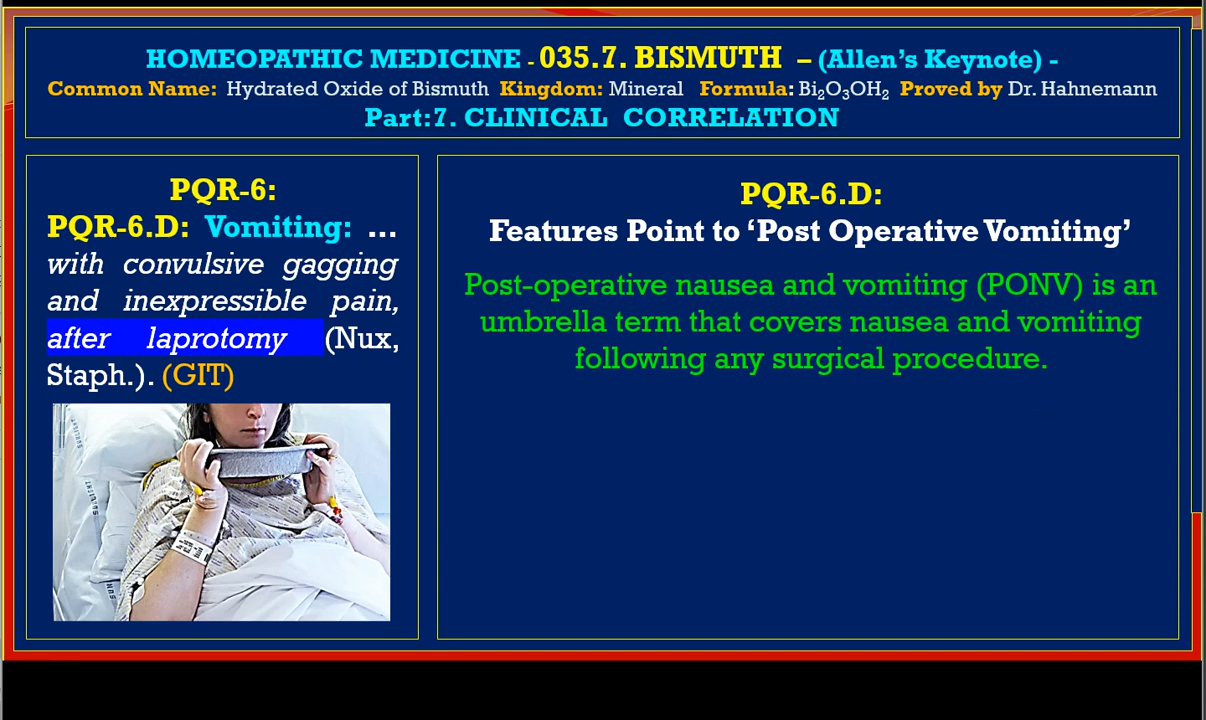 HOMEOPATHIC MEDICINE - 035.7. BISMUTH – (Allen’s Keynote) -
Common Name: Hydrated Oxide of Bismuth Kingdom: Mineral Formula: Bi₂O₃OH₂ Proved by Dr. Hahnemann
Part:7. CLINICAL CORRELATION
PQR-6:
PQR-6.D: Vomiting: ...
with convulsive gagging
and inexpressible pain,
after laprotomy (Nux,
Staph.). (GIT)
PQR-6.D:
Features Point to ‘Post Operative Vomiting’
Post-operative nausea and vomiting (PONV) is an
umbrella term that covers nausea and vomiting
following any surgical procedure.